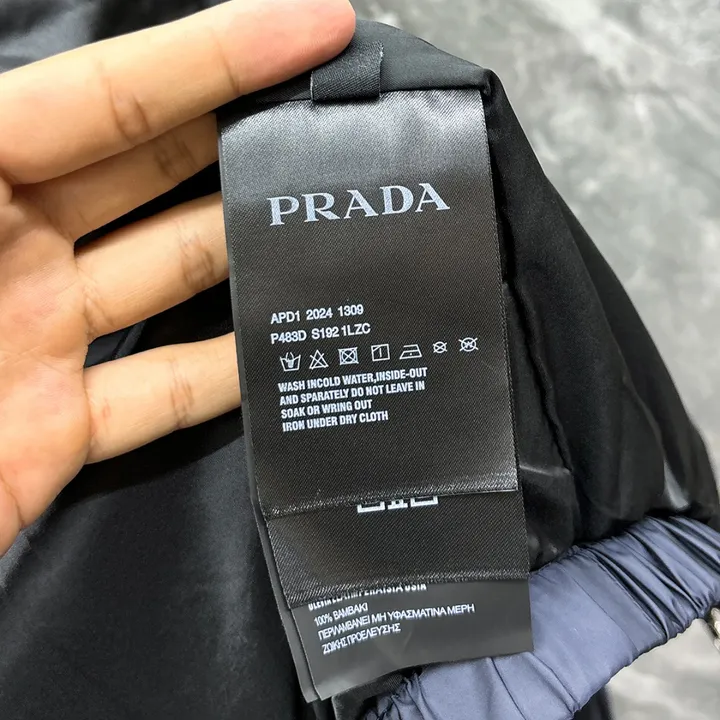 PRADA
APD1 2024 1309
P483D S192 1LZC
WASH INCOLD WATER,INSIDE-OUT
AND SPARATELY DO NOT LEAVE IN
SOAK OR WRING OUT
IRON UNDER DRY CLOTH
100% BAMBAKI
ΠΕΡΙΛΑΜΒΑΝΕΙ ΜΗ ΥΦΑΣΜΑΤΙΝΑ ΜΕΡΗ
ΖΩΙΚΗΣ ΠΡΟΕΛΕΥΣΗΣ